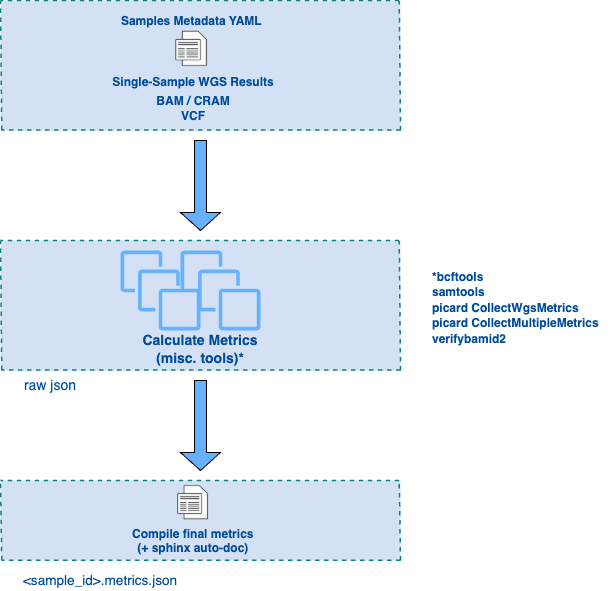 Samples Metadata YAML
Single-Sample WGS Results
BAM / CRAM
VCF
Calculate Metrics
(misc. tools)*
*bcftools
samtools
picard CollectWgsMetrics
picard CollectMultipleMetrics
verifybamid2
raw json
Compile final metrics
(+ sphinx auto-doc)
<sample_id>.metrics.json